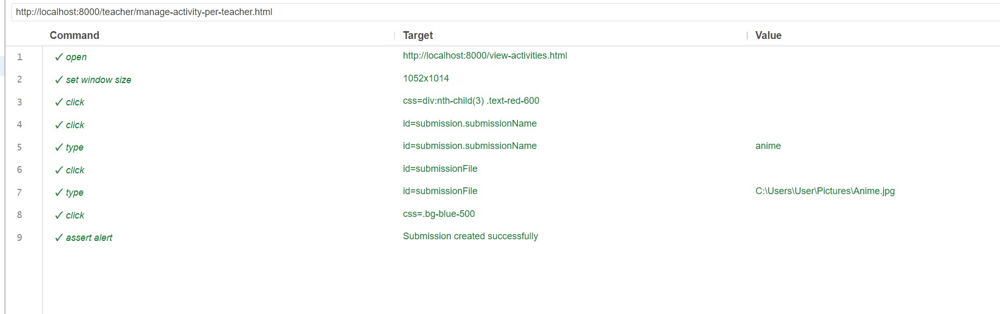 http://localhost:8000/teacher/manage-activity-per-teacher.html
Command Target Value
1 ✓ open http://localhost:8000/view-activities.html
2 ✓ set window size 1052x1014
3 ✓ click css=div:nth-child(3) .text-red-600
4 ✓ click id=submission.submissionName
5 ✓ type id=submission.submissionName anime
6 ✓ click id=submissionFile
7 ✓ type id=submissionFile C:\Users\User\Pictures\Anime.jpg
8 ✓ click css=.bg-blue-500
9 ✓ assert alert Submission created successfully